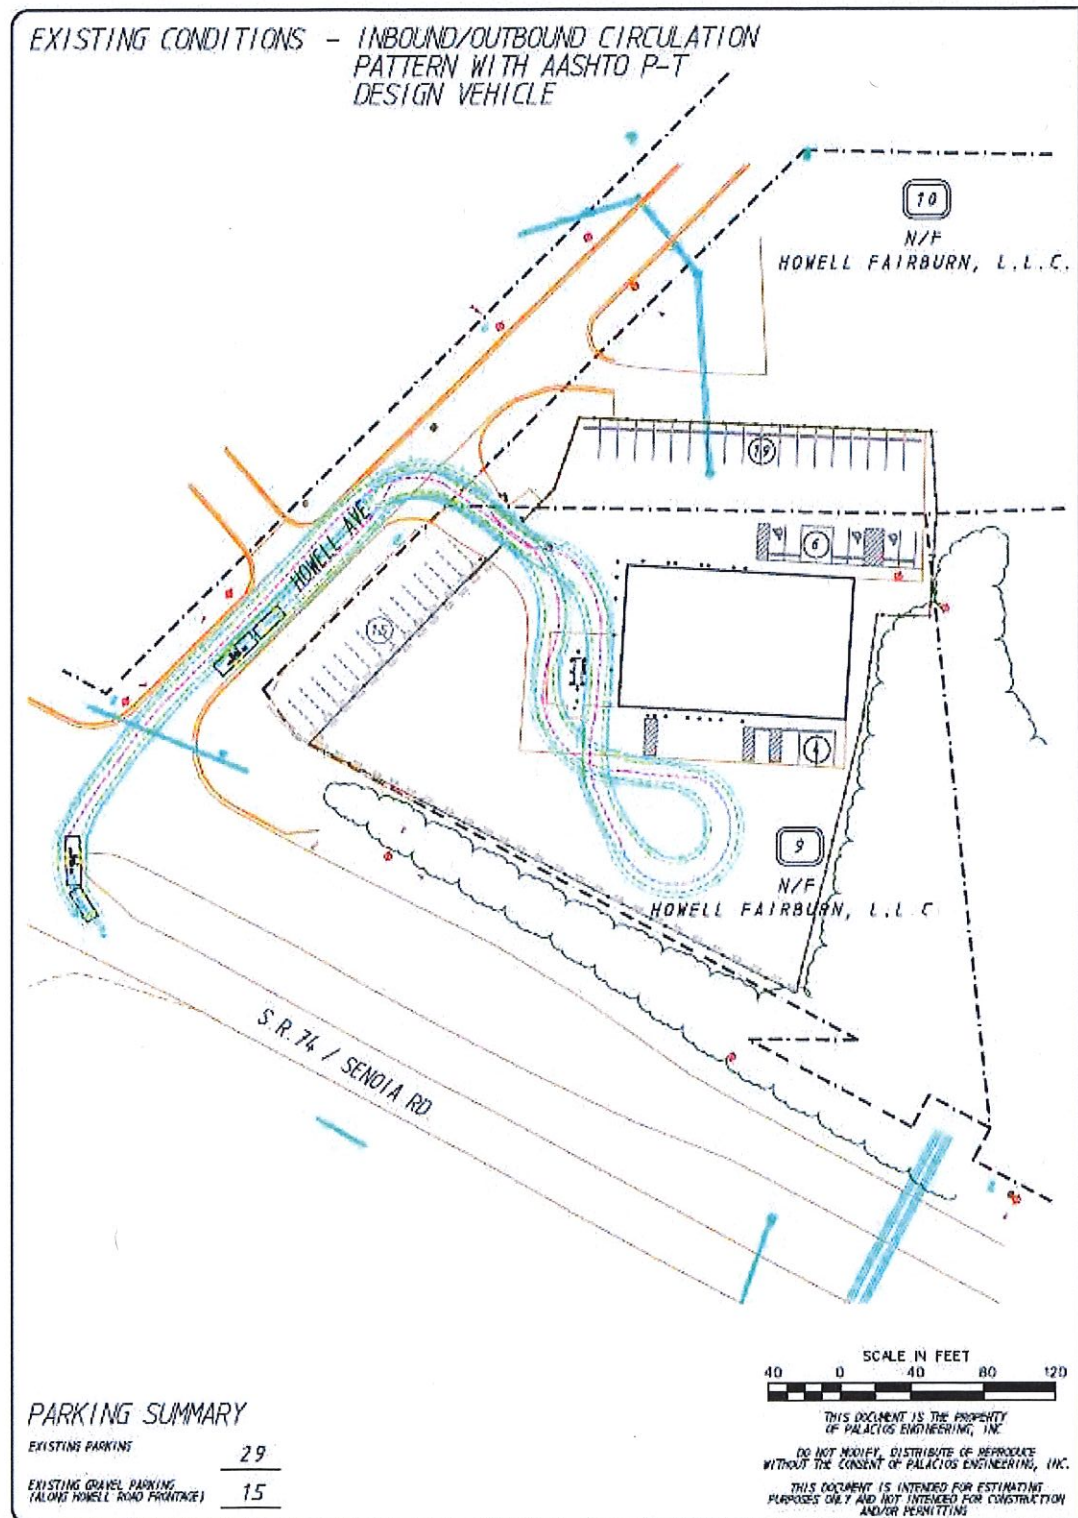 EXISTING CONDITIONS - INBOUND/OUTBOUND CIRCULATION
PATTERN WITH AASHTO P-T
DESIGN VEHICLE
10
N/F
HOWELL FAIRBURN, L.L.C.
19
6
HOWELL AVE
15
4
9
N/F
HOWELL FAIRBURN, L.L.C.
S.R.74 / SENOIA RD.
SCALE IN FEET
40 0 40 80 120
PARKING SUMMARY
EXISTING PARKING 29
EXISTING GRAVEL PARKING
(ALONG HOWELL ROAD FRONTAGE) 15
THIS DOCUMENT IS THE PROPERTY
OF PALACIOS ENGINEERING, INC
DO NOT MODIFY, DISTRIBUTE OR REPRODUCE
WITHOUT THE CONSENT OF PALACIOS ENGINEERING, INC.
THIS DOCUMENT IS INTENDED FOR ESTIMATING
PURPOSES ONLY AND NOT INTENDED FOR CONSTRUCTION
AND/OR PERMITTING